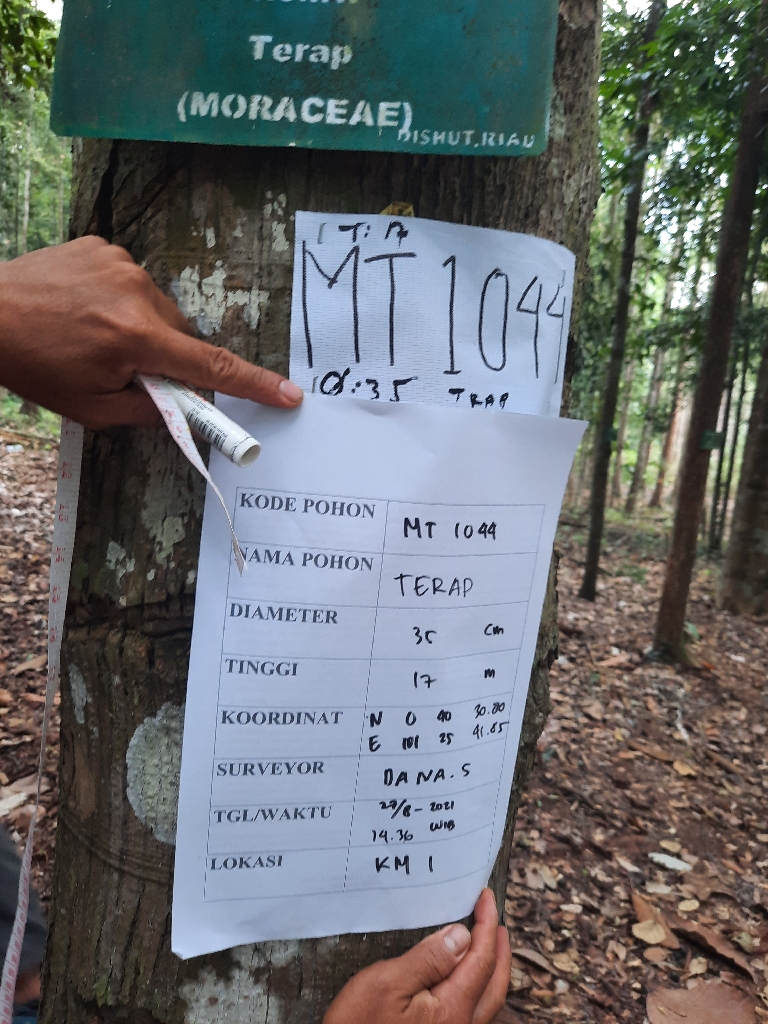 Terap
(MORACEAE)
DISHUT.RIAU
T: 17
MT 1044
Ø:35 TRAP
KODE POHON MT 1044
NAMA POHON TERAP
DIAMETER 35 Cm
TINGGI 17 m
KOORDINAT N 0 40 30.80
E 101 25 41.65
SURVEYOR DANA.S
TGL/WAKTU 27/8-2021
14.36 WIB
LOKASI KM 1